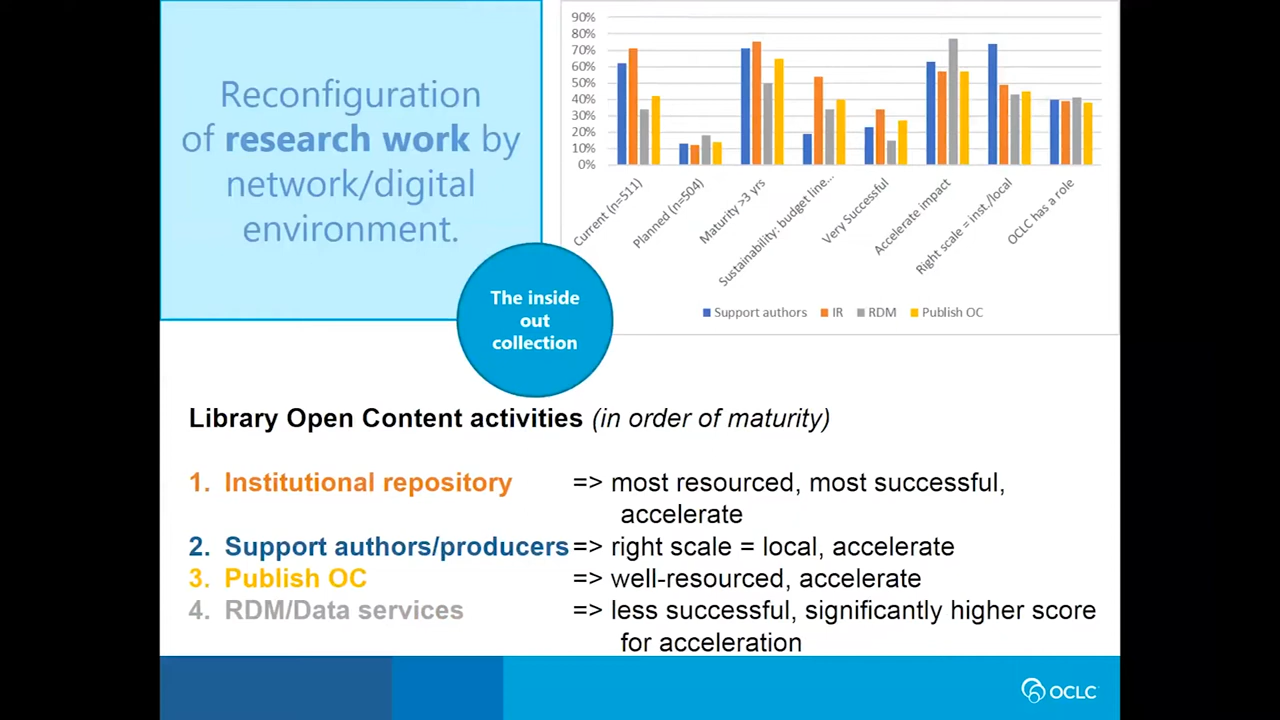 Reconfiguration
of research work by
network/digital
environment.
The inside
out
collection
90%
80%
70%
60%
50%
40%
30%
20%
10%
0%
Current (n=511)
Planned (n=504)
Maturity >3 yrs
Sustainability: budget line...
Very Successful
Accelerate impact
Right scale = inst./local
OCLC has a role
Support authors IR RDM Publish OC
Library Open Content activities (in order of maturity)
1. Institutional repository => most resourced, most successful,
accelerate
2. Support authors/producers => right scale = local, accelerate
3. Publish OC => well-resourced, accelerate
4. RDM/Data services => less successful, significantly higher score
for acceleration
OCLC